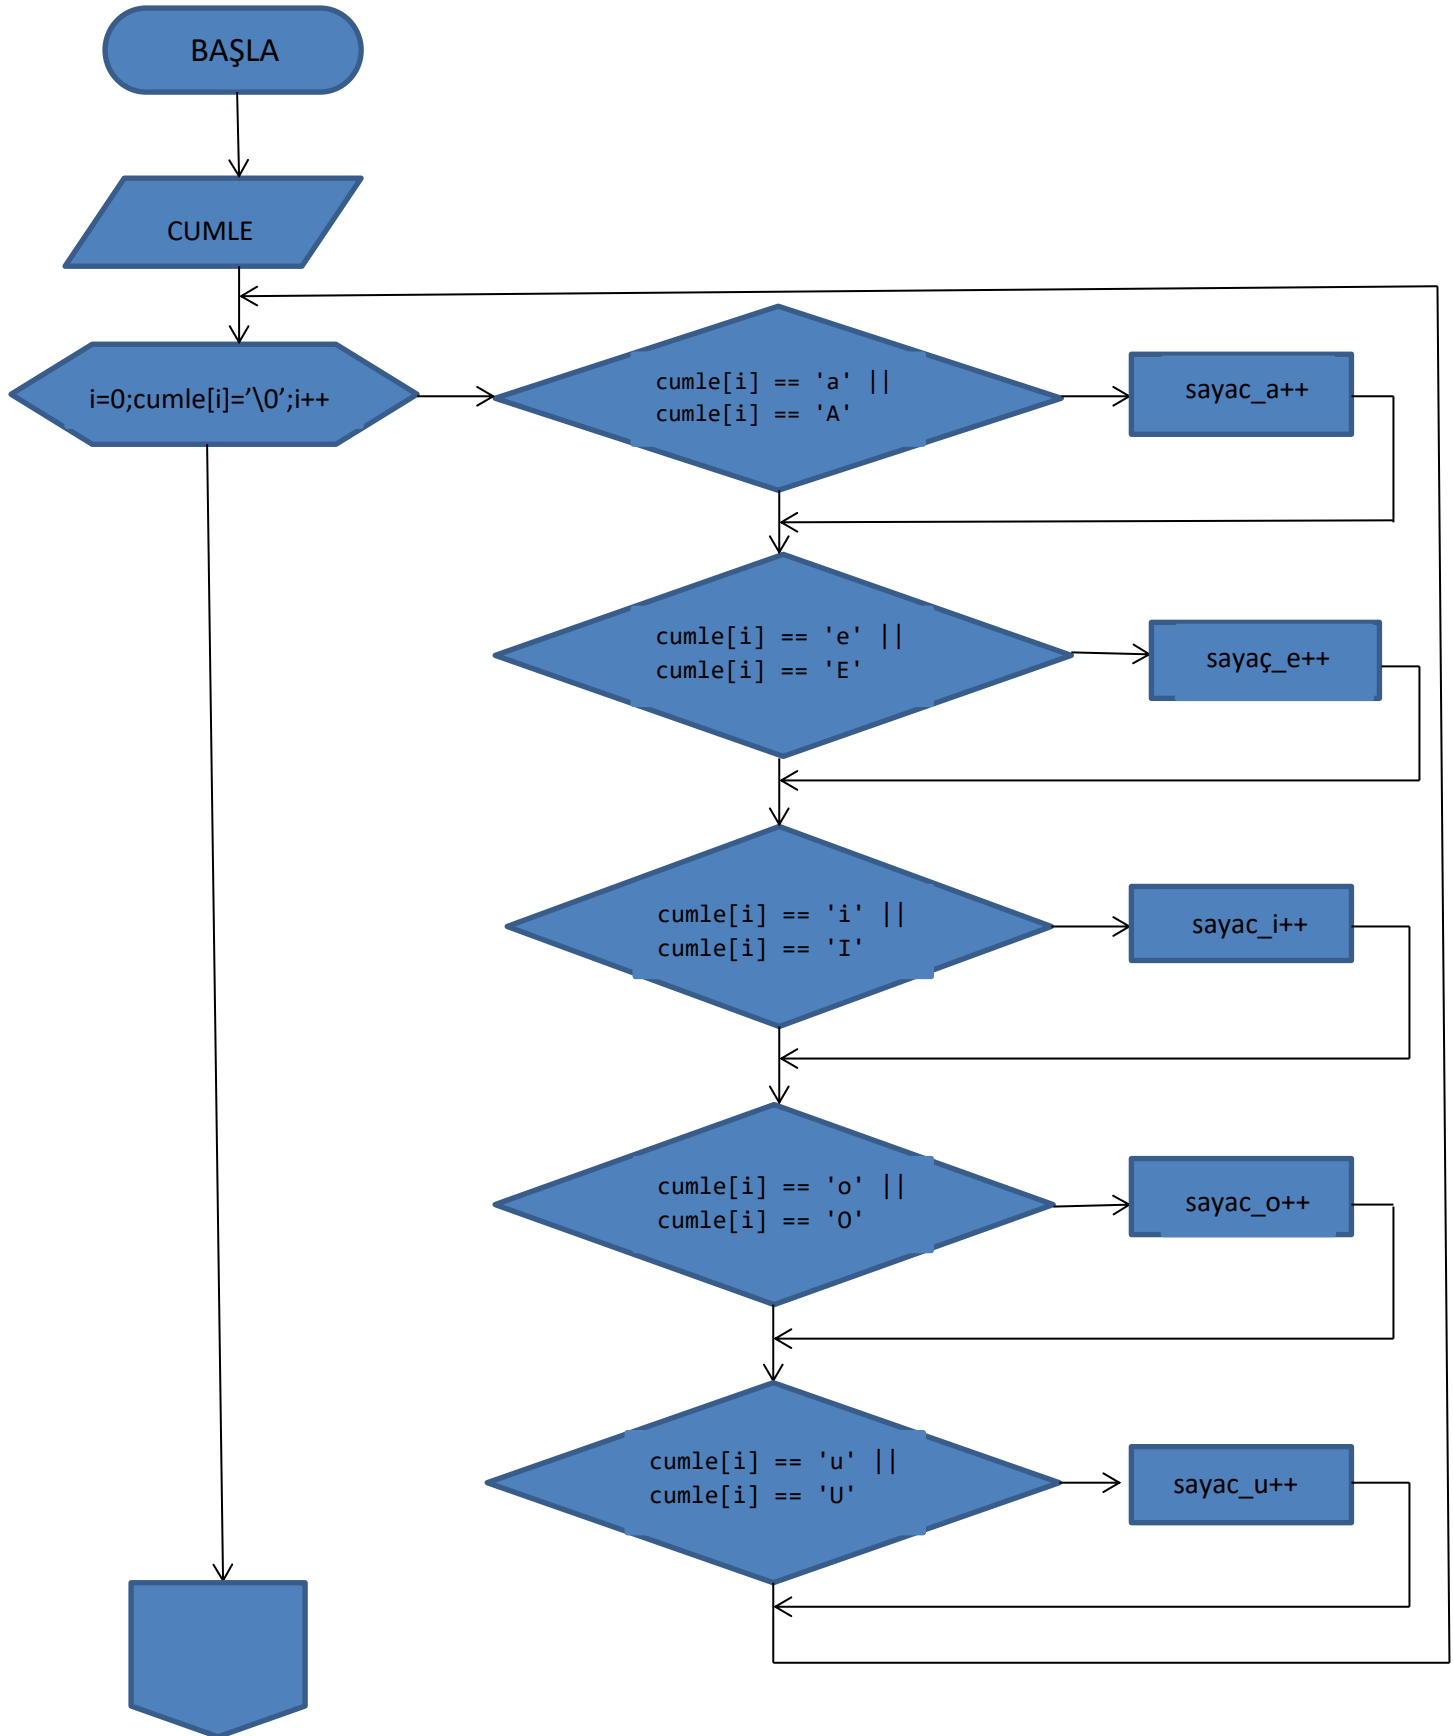 BAŞLA
CUMLE
i=0;cumle[i]=’\0’;i++
cumle[i] == 'a' ||
cumle[i] == 'A'
sayac_a++
cumle[i] == 'e' ||
cumle[i] == 'E'
sayaç_e++
cumle[i] == 'i' ||
cumle[i] == 'I'
sayac_i++
cumle[i] == 'o' ||
cumle[i] == 'O'
sayac_o++
cumle[i] == 'u' ||
cumle[i] == 'U'
sayac_u++